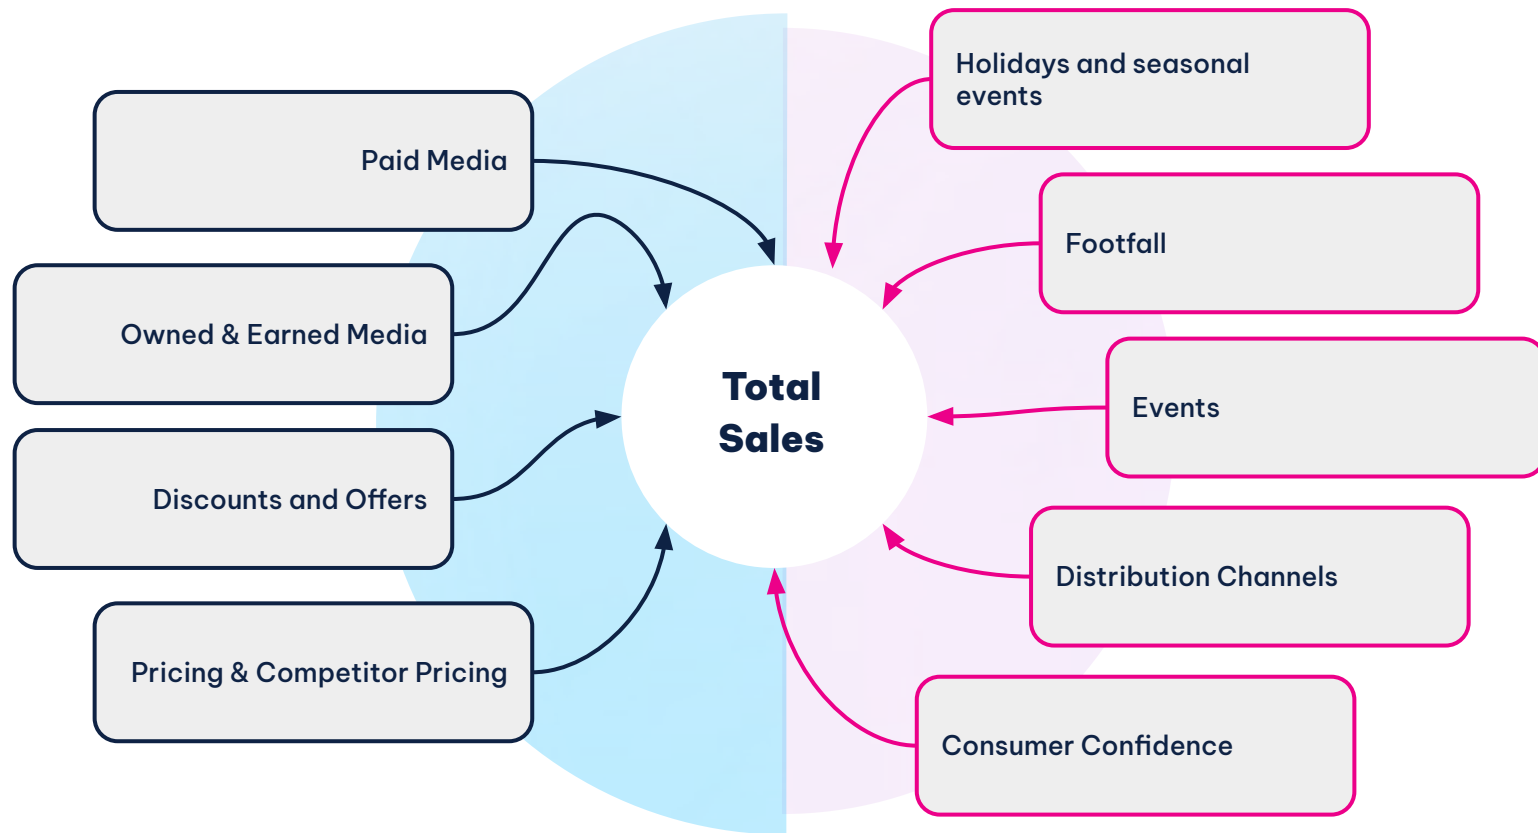 Paid Media
Owned & Earned Media
Discounts and Offers
Pricing & Competitor Pricing
Total
Sales
Holidays and seasonal
events
Footfall
Events
Distribution Channels
Consumer Confidence